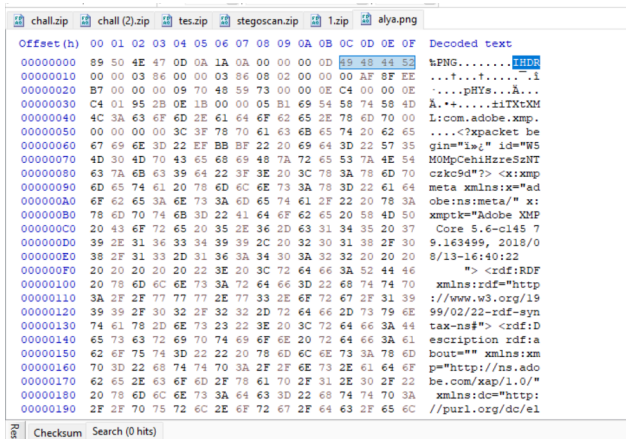 chall.zip chall (2).zip tes.zip stegoscan.zip 1.zip alya.png
Offset(h) 00 01 02 03 04 05 06 07 08 09 0A 0B 0C 0D 0E 0F Decoded text
00000000 89 50 4E 47 0D 0A 1A 0A 00 00 00 0D 49 48 44 52 ‰PNG........IHDR
00000010 00 00 03 86 00 00 03 86 08 02 00 00 00 AF 8F EE ...†...†.....¯.î
00000020 B7 00 00 00 09 70 48 59 73 00 00 0E C4 00 00 0E ·....pHYs...Ä...
00000030 C4 01 95 2B 0E 1B 00 00 05 B1 69 54 58 74 58 4D Ä.•+.....±iTXtXM
00000040 4C 3A 63 6F 6D 2E 61 64 6F 62 65 2E 78 6D 70 00 L:com.adobe.xmp.
00000050 00 00 00 00 3C 3F 78 70 61 63 6B 65 74 20 62 65 ....<?xpacket be
00000060 67 69 6E 3D 22 EF BB BF 22 20 69 64 3D 22 57 35 gin="ï»¿" id="W5
00000070 4D 30 4D 70 43 65 68 69 48 7A 72 65 53 7A 4E 54 M0MpCehiHzreSzNT
00000080 63 7A 6B 63 39 64 22 3F 3E 20 3C 78 3A 78 6D 70 czkc9d"?> <x:xmp
00000090 6D 65 74 61 20 78 6D 6C 6E 73 3A 78 3D 22 61 64 meta xmlns:x="ad
000000A0 6F 62 65 3A 6E 73 3A 6D 65 74 61 2F 22 20 78 3A obe:ns:meta/" x:
000000B0 78 6D 70 74 6B 3D 22 41 64 6F 62 65 20 58 4D 50 xmptk="Adobe XMP
000000C0 20 43 6F 72 65 20 35 2E 36 2D 63 31 34 35 20 37 Core 5.6-c145 7
000000D0 39 2E 31 36 33 34 39 39 2C 20 32 30 31 38 2F 30 9.163499, 2018/0
000000E0 38 2F 31 33 2D 31 36 3A 34 30 3A 32 32 20 20 20 8/13-16:40:22
000000F0 20 20 20 20 20 22 3E 20 3C 72 64 66 3A 52 44 46 "> <rdf:RDF
00000100 20 78 6D 6C 6E 73 3A 72 64 66 3D 22 68 74 74 70 xmlns:rdf="http
00000110 3A 2F 2F 77 77 77 2E 77 33 2E 6F 72 67 2F 31 39 ://www.w3.org/19
00000120 39 39 2F 30 32 2F 32 32 2D 72 64 66 2D 73 79 6E 99/02/22-rdf-syn
00000130 74 61 78 2D 6E 73 23 22 3E 20 3C 72 64 66 3A 44 tax-ns#"> <rdf:D
00000140 65 73 63 72 69 70 74 69 6F 6E 20 72 64 66 3A 61 escription rdf:a
00000150 62 6F 75 74 3D 22 22 20 78 6D 6C 6E 73 3A 78 6D bout="" xmlns:xm
00000160 70 3D 22 68 74 74 70 3A 2F 2F 6E 73 2E 61 64 6F p="http://ns.ado
00000170 62 65 2E 63 6F 6D 2F 78 61 70 2F 31 2E 30 2F 22 be.com/xap/1.0/"
00000180 20 78 6D 6C 6E 73 3A 64 63 3D 22 68 74 74 70 3A xmlns:dc="http:
00000190 2F 2F 70 75 72 6C 2E 6F 72 67 2F 64 63 2F 65 6C //purl.org/dc/el
Res Checksum Search (0 hits)